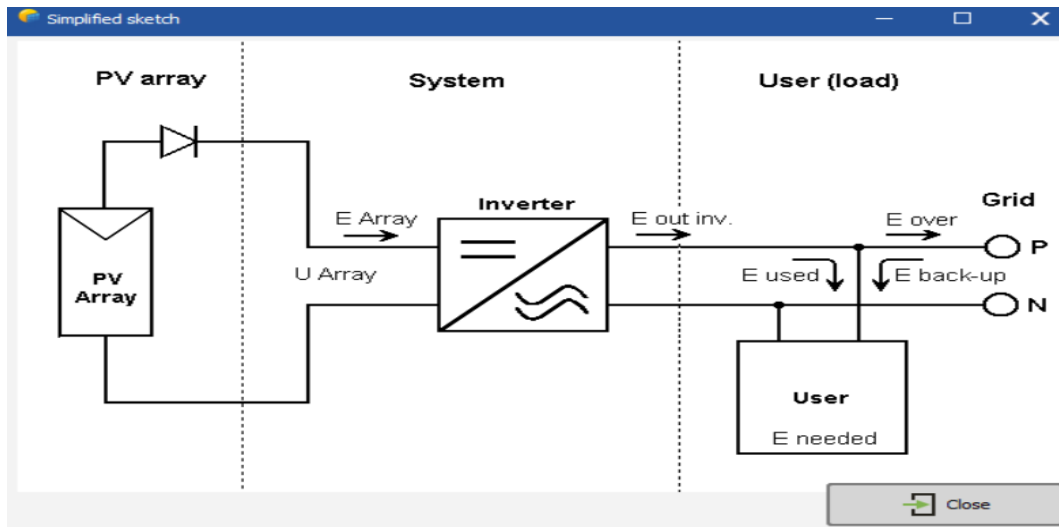 Simplified sketch
PV array
System
User (load)
Inverter
Grid
E Array
E out inv.
E over
P
PV
Array
U Array
E used
E back-up
N
User
E needed
Close